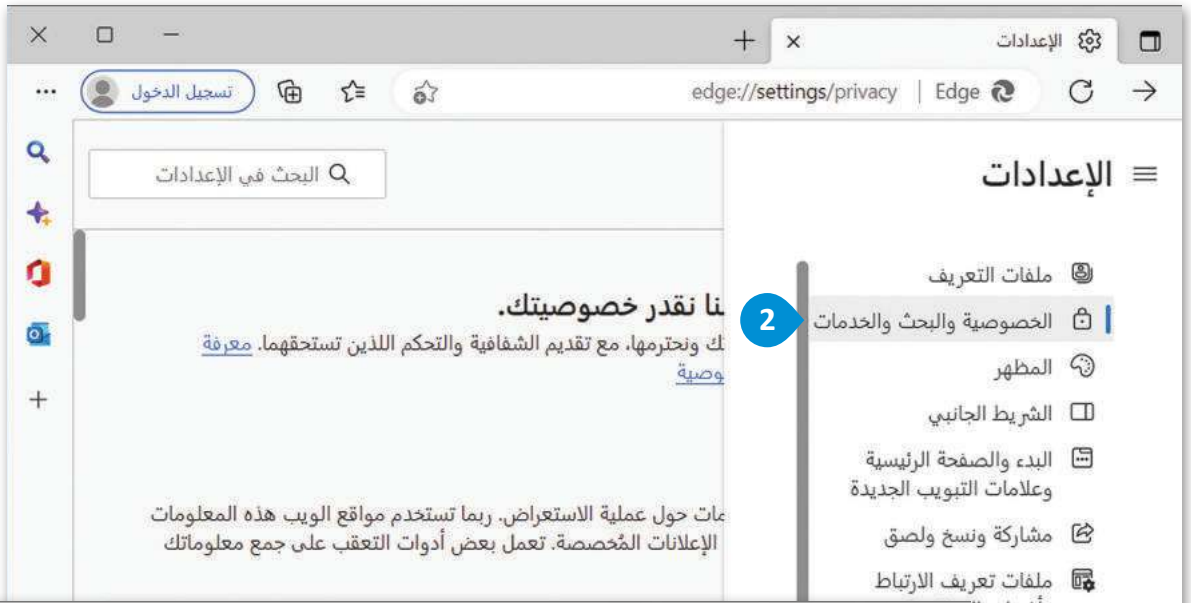 الإعدادات
edge://settings/privacy | Edge
تسجيل الدخول
الإعدادات
البحث في الإعدادات
ملفات التعريف
الخصوصية والبحث والخدمات
2
المظهر
الشريط الجانبي
البدء والصفحة الرئيسية
وعلامات التبويب الجديدة
مشاركة ونسخ ولصق
ملفات تعريف الارتباط
نقدر خصوصيتك.
ونحترمها، مع تقديم الشفافية والتحكم اللذين تستحقهما. معرفة
حول عملية الاستعراض. ربما تستخدم مواقع الويب هذه المعلومات
الإعلانات المُخصصة. تعمل بعض أدوات التعقب على جمع معلوماتك